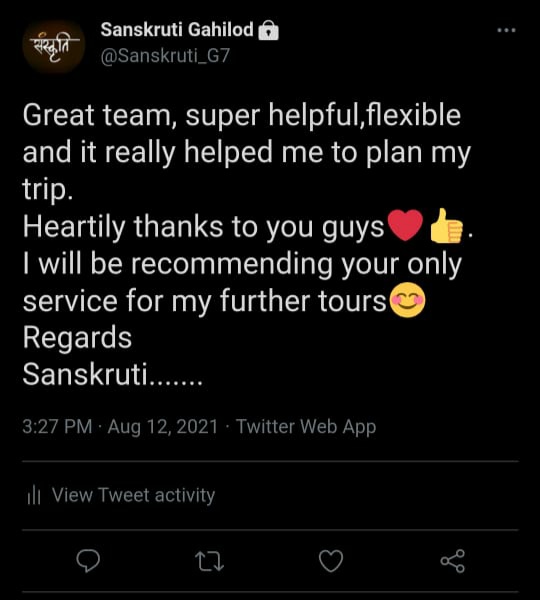 संस्कृति
Sanskruti Gahilod🔒
@Sanskruti_G7
Great team, super helpful,flexible
and it really helped me to plan my
trip.
Heartily thanks to you guys❤️👍.
I will be recommending your only
service for my further tours😊
Regards
Sanskruti.......
3:27 PM · Aug 12, 2021 · Twitter Web App
View Tweet activity